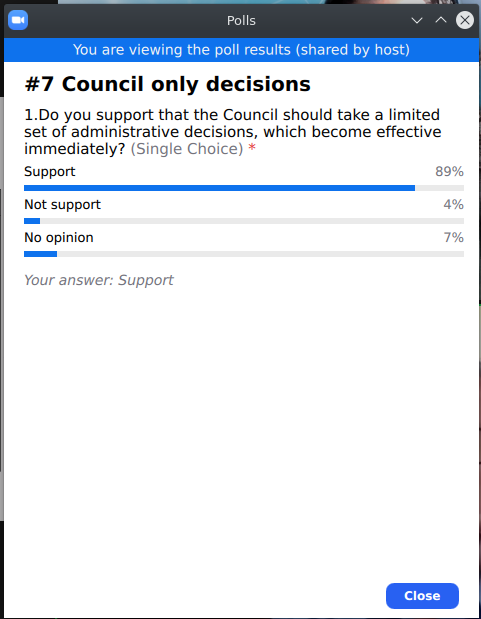 Polls
You are viewing the poll results (shared by host)
#7 Council only decisions
1.Do you support that the Council should take a limited
set of administrative decisions, which become effective
immediately? (Single Choice) *
Support 89%
Not support 4%
No opinion 7%
Your answer: Support
Close